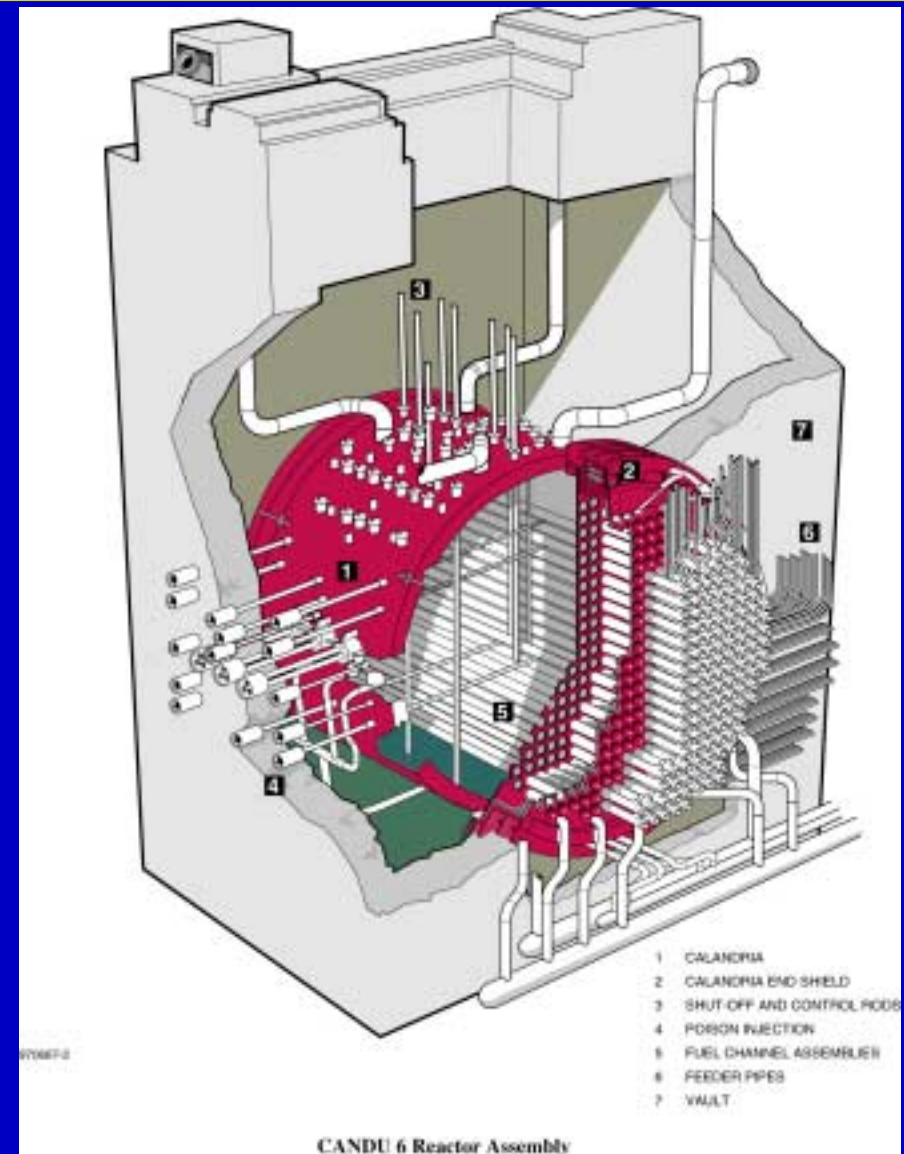 3
2
7
6
1
5
4
1 CALANDRIA
2 CALANDRIA END SHIELD
3 SHUT-OFF AND CONTROL RODS
4 POISON INJECTION
5 FUEL CHANNEL ASSEMBLIES
6 FEEDER PIPES
7 VAULT
CANDU 6 Reactor Assembly